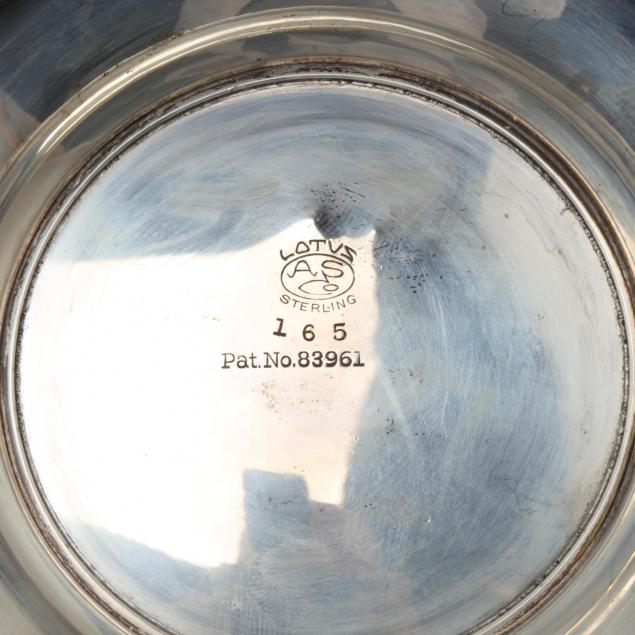 LOTUS
A.S
Co
STERLING
165
Pat.No.83961